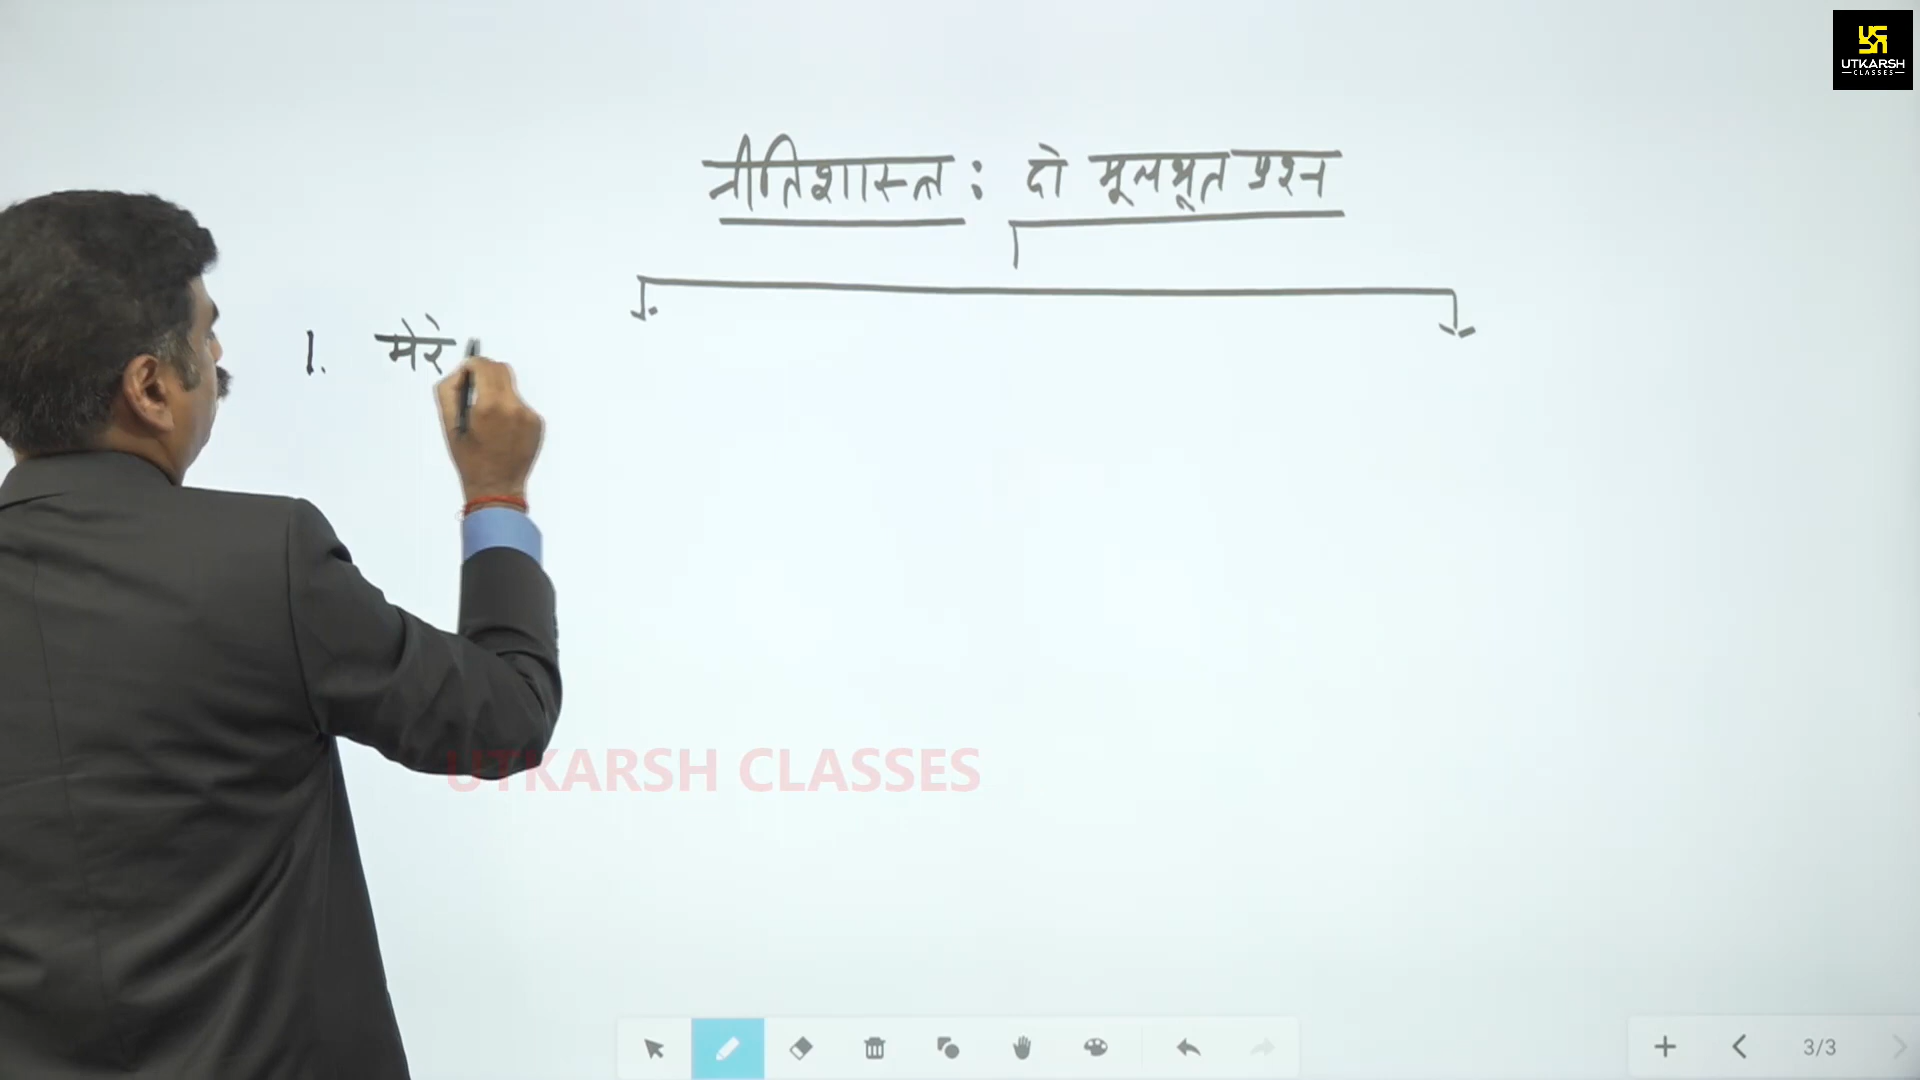 UTKARSH
CLASSES
नीतिशास्त्र : दो मूलभूत प्रश्न
1. मेरे
UTKARSH CLASSES
3/3